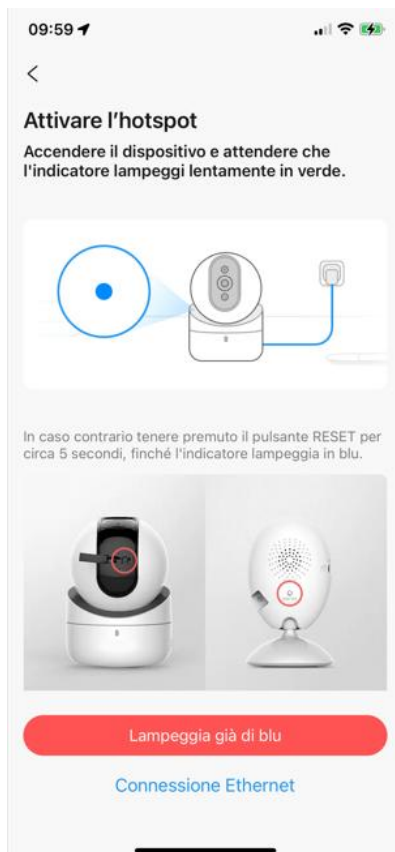 09:59
Attivare l'hotspot
Accendere il dispositivo e attendere che
l'indicatore lampeggi lentamente in verde.
In caso contrario tenere premuto il pulsante RESET per
circa 5 secondi, finché l'indicatore lampeggia in blu.
Lampeggia già di blu
Connessione Ethernet